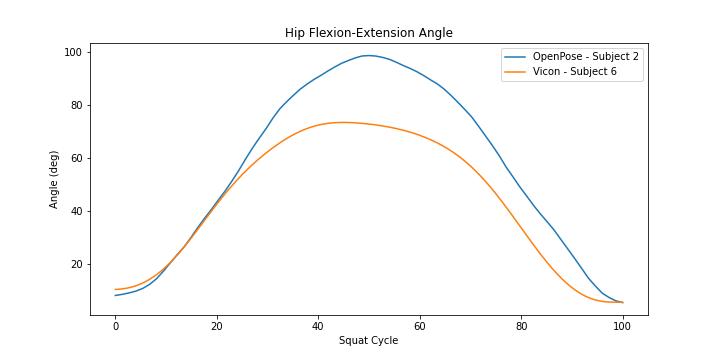 Hip Flexion-Extension Angle
OpenPose - Subject 2
Vicon - Subject 6
Angle (deg)
100
80
60
40
20
0 20 40 60 80 100
Squat Cycle